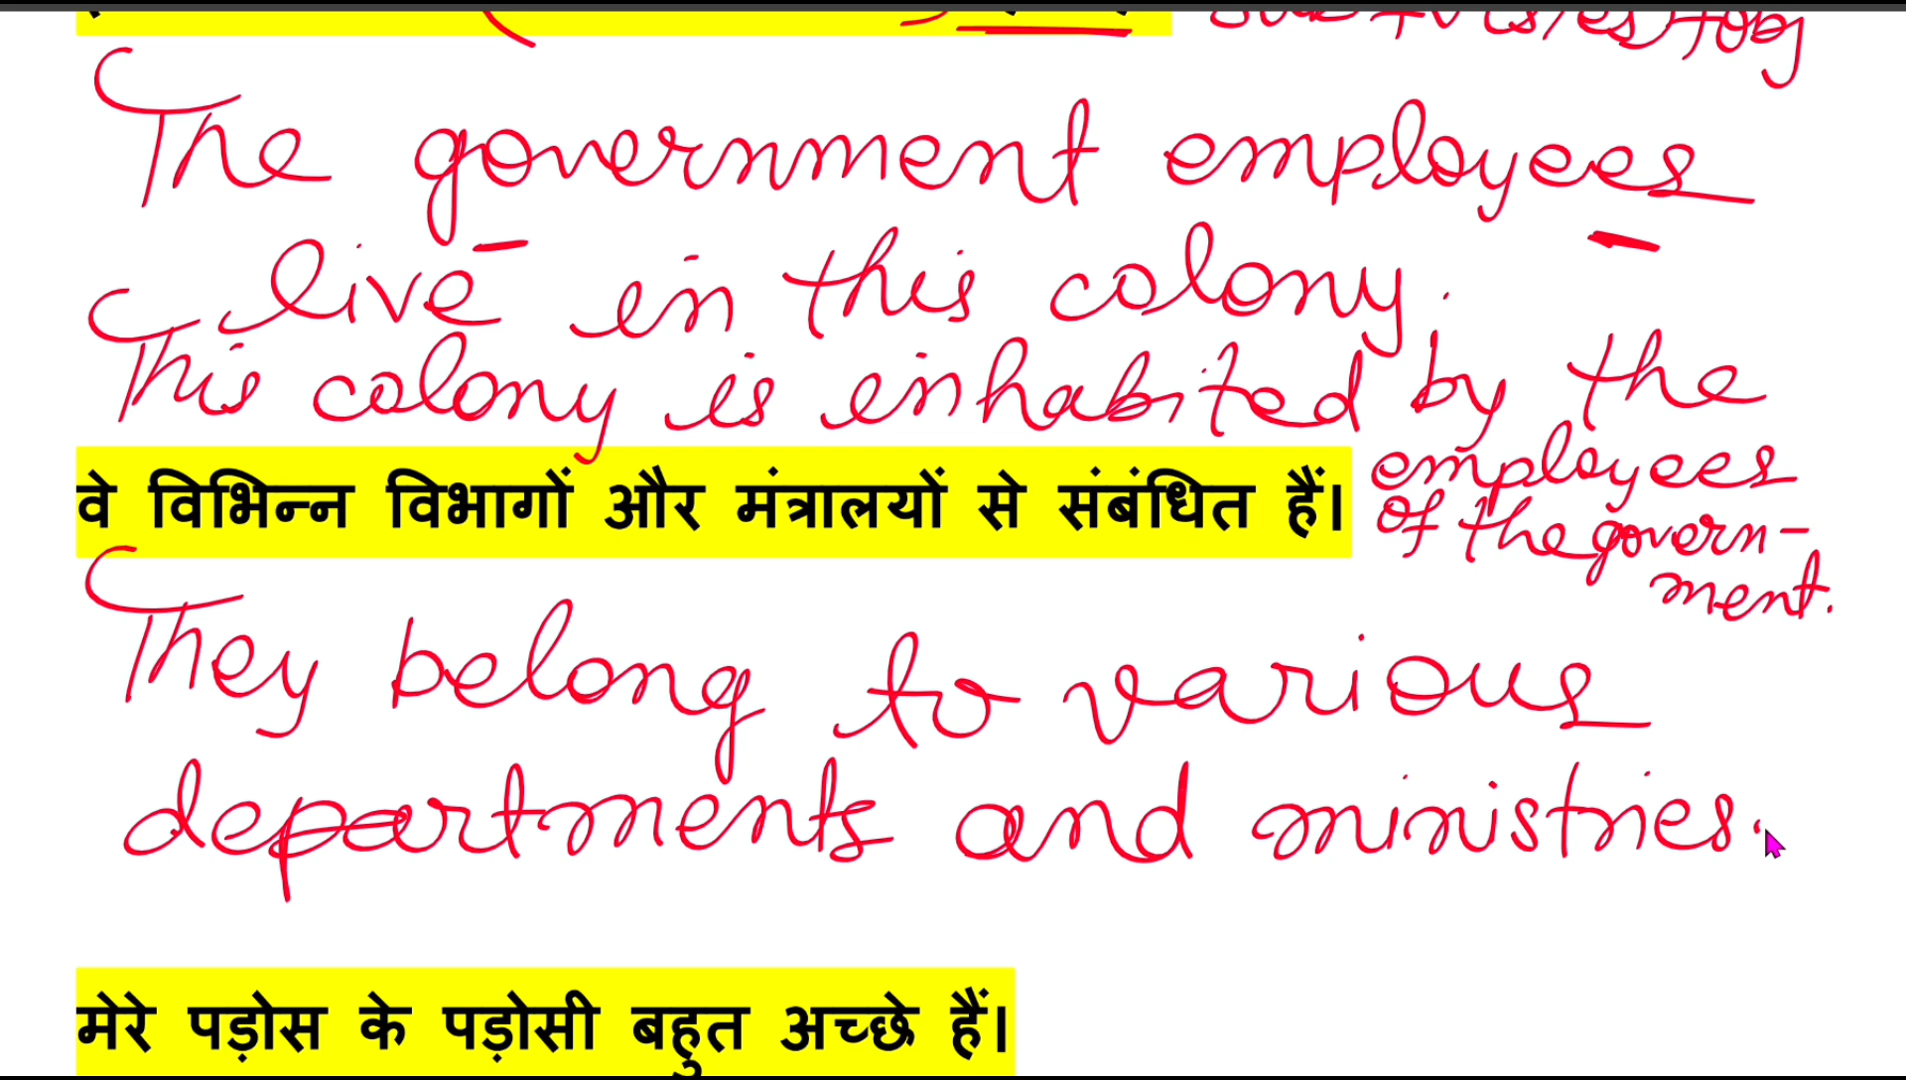 The government employees
live in this colony.
This colony is inhabited by the
employees
of the govern-
ment.
वे विभिन्न विभागों और मंत्रालयों से संबंधित हैं।
They belong to various
departments and ministries.
मेरे पड़ोस के पड़ोसी बहुत अच्छे हैं।